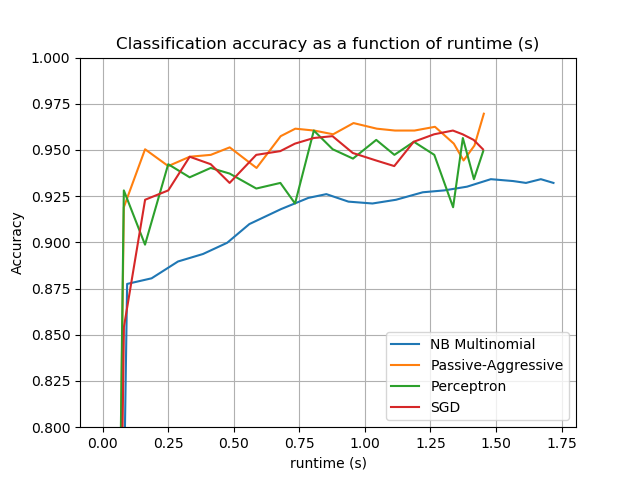 Classification accuracy as a function of runtime (s)
1.000
0.975
0.950
0.925
0.900
0.875
0.850
0.825
0.800
Accuracy
NB Multinomial
Passive-Aggressive
Perceptron
SGD
0.00 0.25 0.50 0.75 1.00 1.25 1.50 1.75
runtime (s)